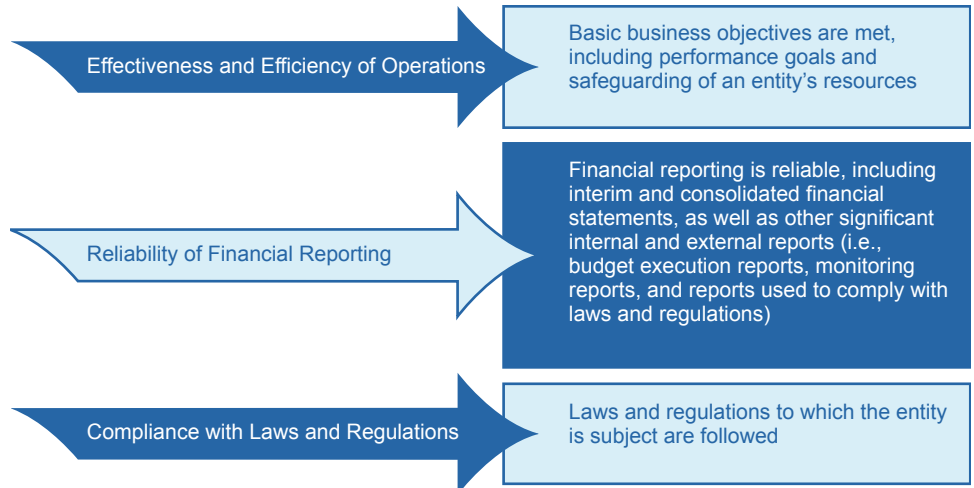 Effectiveness and Efficiency of Operations
Basic business objectives are met,
including performance goals and
safeguarding of an entity's resources
Reliability of Financial Reporting
Financial reporting is reliable, including
interim and consolidated financial
statements, as well as other significant
internal and external reports (i.e.,
budget execution reports, monitoring
reports, and reports used to comply with
laws and regulations)
Compliance with Laws and Regulations
Laws and regulations to which the entity
is subject are followed